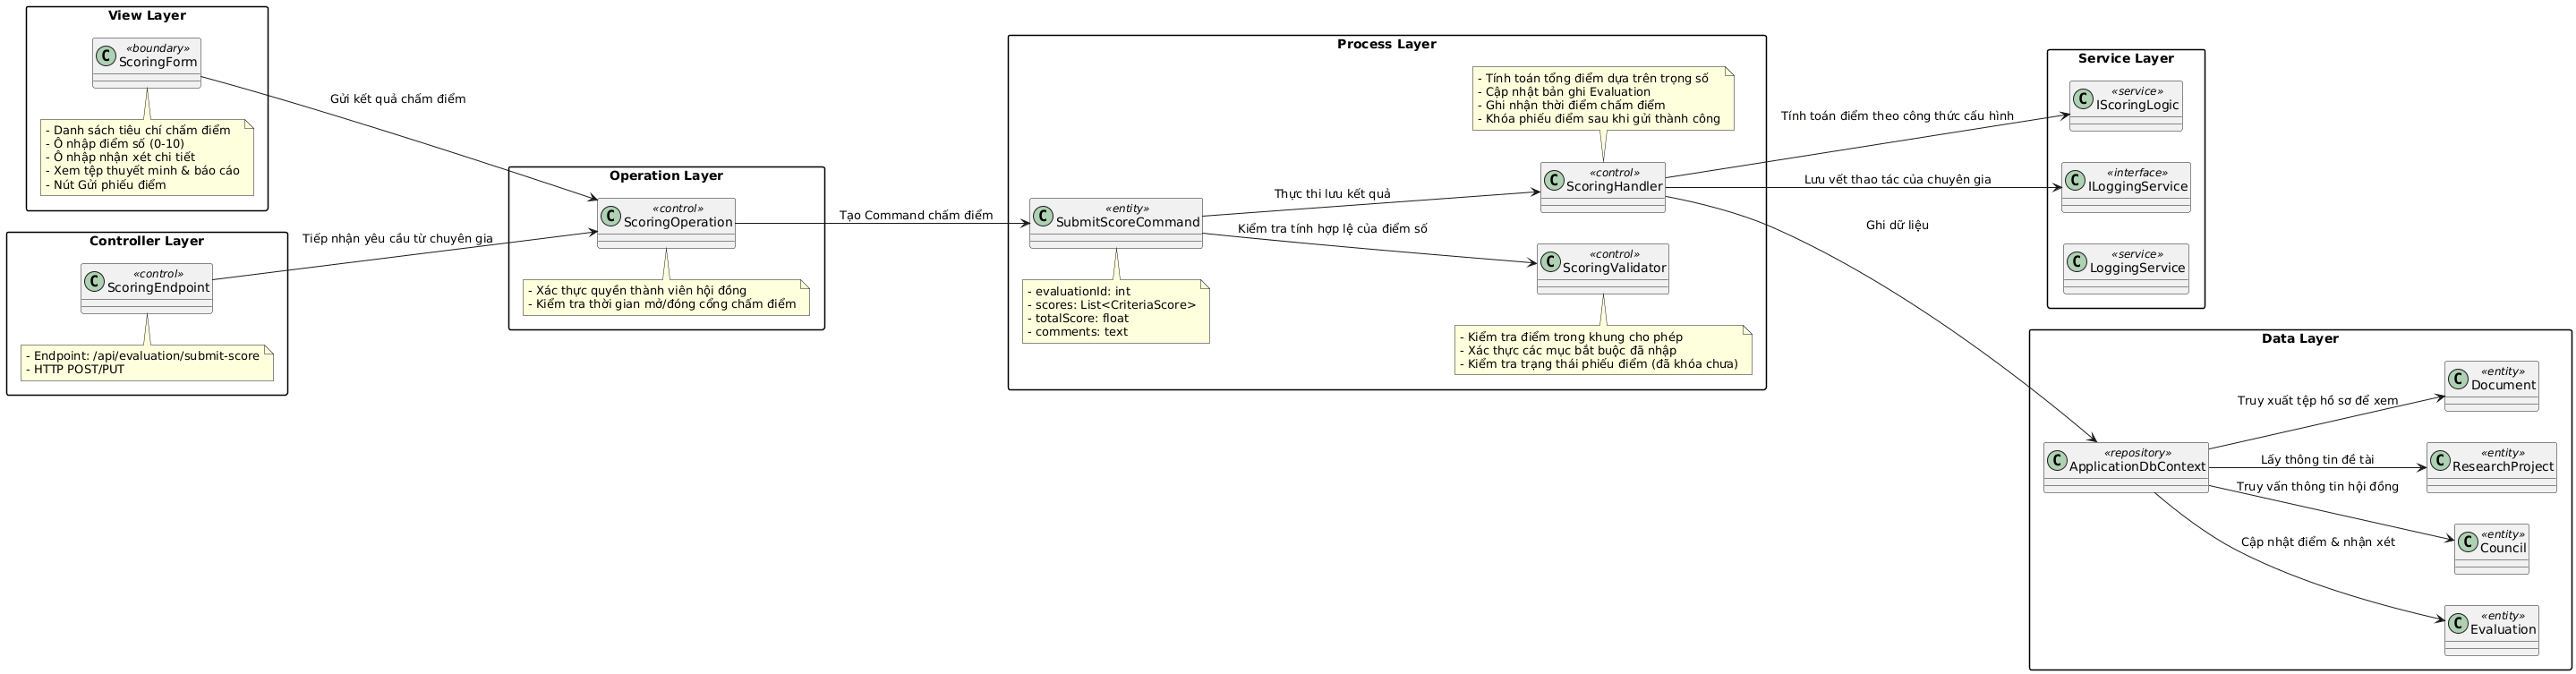 View Layer
«boundary»
C ScoringForm
- Danh sách tiêu chí chấm điểm
- Ô nhập điểm số (0-10)
- Ô nhập nhận xét chi tiết
- Xem tệp thuyết minh & báo cáo
- Nút Gửi phiếu điểm
Controller Layer
«control»
C ScoringEndpoint
- Endpoint: /api/evaluation/submit-score
- HTTP POST/PUT
Gửi kết quả chấm điểm
Tiếp nhận yêu cầu từ chuyên gia
Operation Layer
«control»
C ScoringOperation
- Xác thực quyền thành viên hội đồng
- Kiểm tra thời gian mở/đóng cổng chấm điểm
Tạo Command chấm điểm
Process Layer
«entity»
C SubmitScoreCommand
- evaluationId: int
- scores: List<CriteriaScore>
- totalScore: float
- comments: text
Thực thi lưu kết quả
Kiểm tra tính hợp lệ của điểm số
- Tính toán tổng điểm dựa trên trọng số
- Cập nhật bản ghi Evaluation
- Ghi nhận thời điểm chấm điểm
- Khóa phiếu điểm sau khi gửi thành công
«control»
C ScoringHandler
«control»
C ScoringValidator
- Kiểm tra điểm trong khung cho phép
- Xác thực các mục bắt buộc đã nhập
- Kiểm tra trạng thái phiếu điểm (đã khóa chưa)
Tính toán điểm theo công thức cấu hình
Lưu vết thao tác của chuyên gia
Ghi dữ liệu
Service Layer
«service»
C IScoringLogic
«interface»
C ILoggingService
«service»
C LoggingService
Data Layer
«repository»
C ApplicationDbContext
Truy xuất tệp hồ sơ để xem
Lấy thông tin đề tài
Truy vấn thông tin hội đồng
Cập nhật điểm & nhận xét
«entity»
C Document
«entity»
C ResearchProject
«entity»
C Council
«entity»
C Evaluation